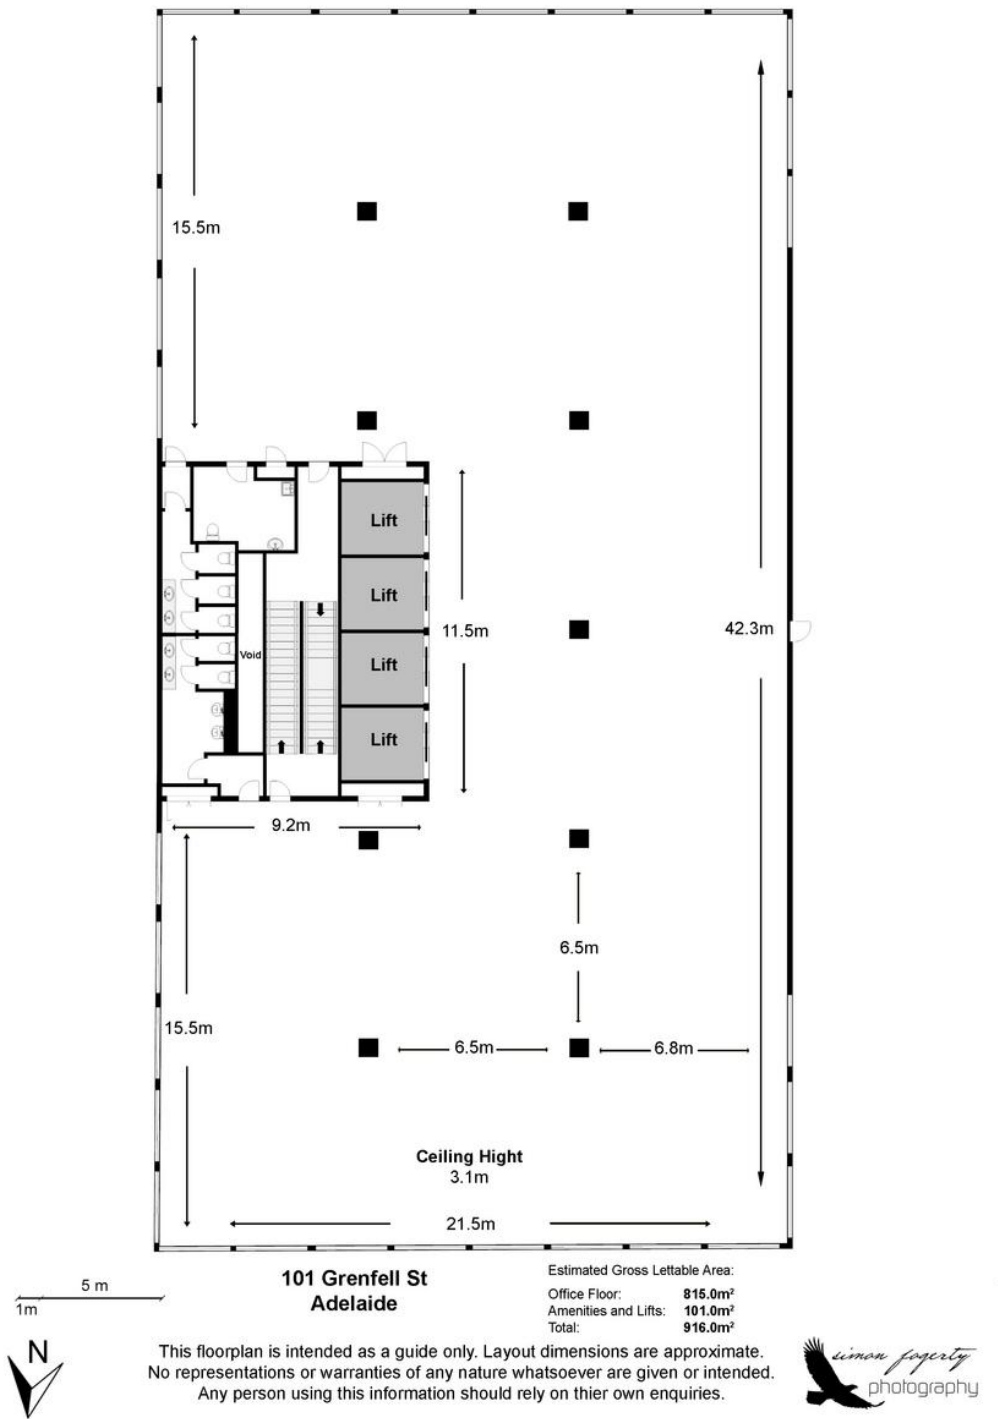 15.5m
Lift
Lift
Lift
Lift
Void
11.5m
42.3m
9.2m
6.5m
15.5m
6.5m
6.8m
Ceiling Hight
3.1m
21.5m
5 m
1m
101 Grenfell St
Adelaide
Estimated Gross Lettable Area:
Office Floor: 815.0m²
Amenities and Lifts: 101.0m²
Total: 916.0m²
N
This floorplan is intended as a guide only. Layout dimensions are approximate.
No representations or warranties of any nature whatsoever are given or intended.
Any person using this information should rely on thier own enquiries.
simon fogerty
photography